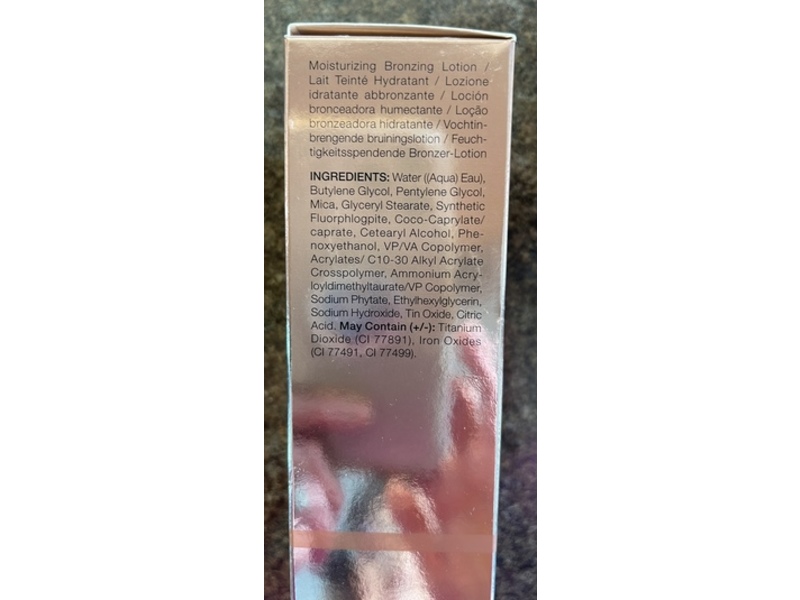 Moisturizing Bronzing Lotion /
Lait Teinté Hydratant / Lozione
idratante abbronzante / Loción
bronceadora humectante / Loção
bronzeadora hidratante / Vochtin-
brengende bruiningslotion / Feuch-
tigkeitsspendende Bronzer-Lotion
INGREDIENTS: Water ((Aqua) Eau),
Butylene Glycol, Pentylene Glycol,
Mica, Glyceryl Stearate, Synthetic
Fluorphlogpite, Coco-Caprylate/
caprate, Cetearyl Alcohol, Phe-
noxyethanol, VP/VA Copolymer,
Acrylates/ C10-30 Alkyl Acrylate
Crosspolymer, Ammonium Acry-
loyldimethyltaurate/VP Copolymer,
Sodium Phytate, Ethylhexylglycerin,
Sodium Hydroxide, Tin Oxide, Citric
Acid. May Contain (+/-): Titanium
Dioxide (CI 77891), Iron Oxides
(CI 77491, CI 77499).